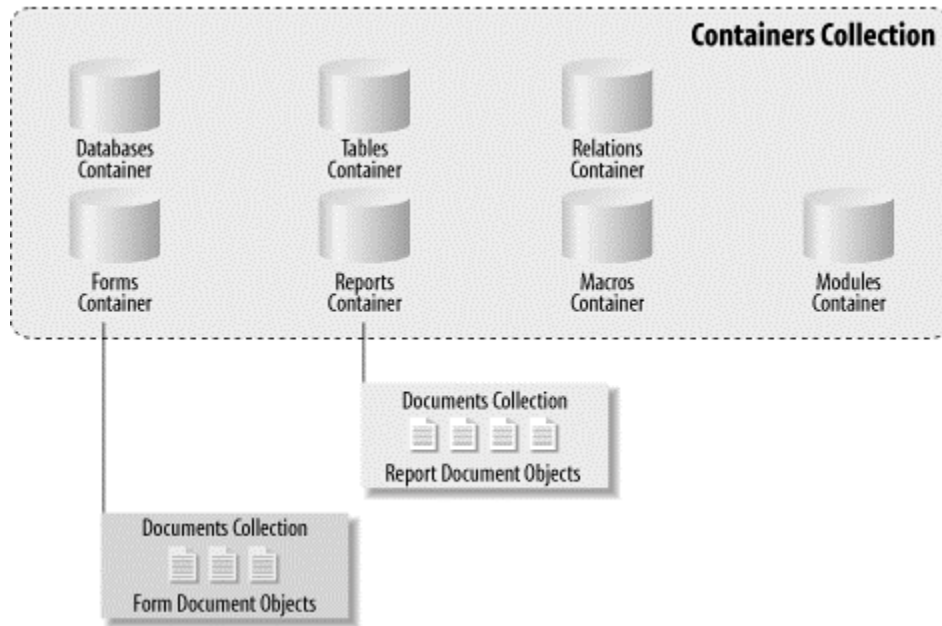 Containers Collection
Databases
Container
Tables
Container
Relations
Container
Forms
Container
Reports
Container
Macros
Container
Modules
Container
Documents Collection
Report Document Objects
Documents Collection
Form Document Objects